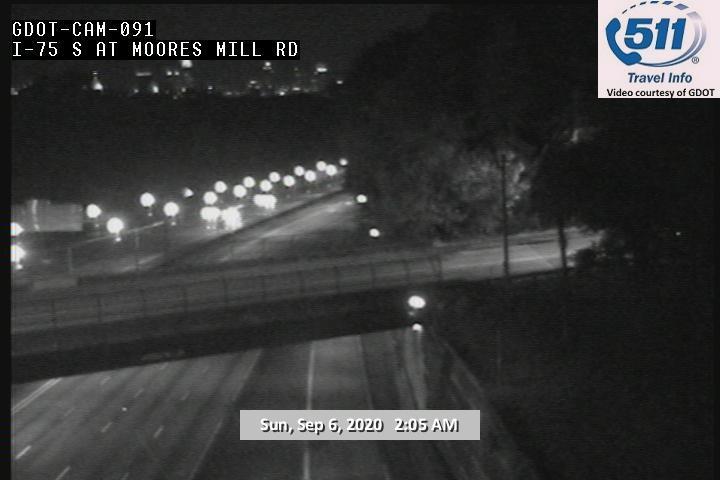 GDOT-CAM-091
I-75 S AT MOORES MILL RD
511
®
Travel Info
Video courtesy of GDOT
Sun, Sep 6, 2020 2:05 AM